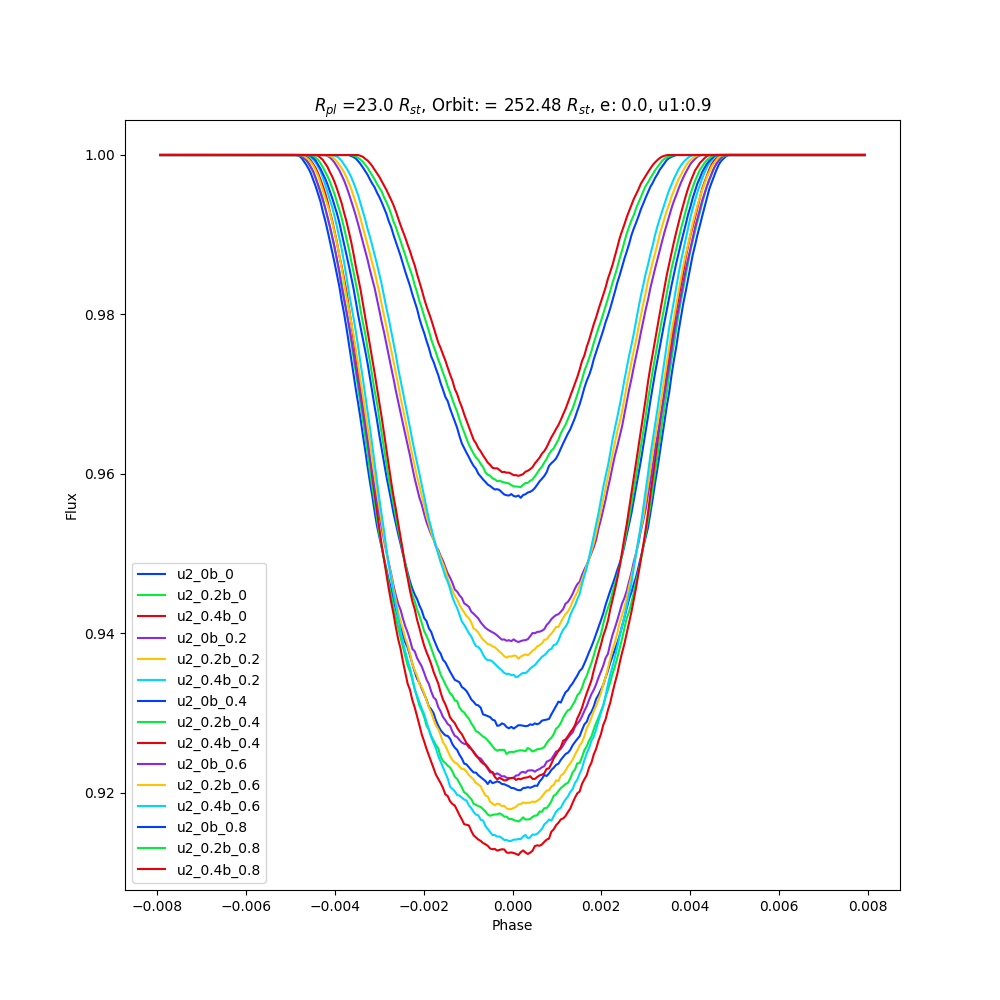 R_pl =23.0 R_st, Orbit: = 252.48 R_st, e: 0.0, u1:0.9
1.00
0.98
0.96
0.94
0.92
Flux
u2_0b_0
u2_0.2b_0
u2_0.4b_0
u2_0b_0.2
u2_0.2b_0.2
u2_0.4b_0.2
u2_0b_0.4
u2_0.2b_0.4
u2_0.4b_0.4
u2_0b_0.6
u2_0.2b_0.6
u2_0.4b_0.6
u2_0b_0.8
u2_0.2b_0.8
u2_0.4b_0.8
−0.008 −0.006 −0.004 −0.002 0.000 0.002 0.004 0.006 0.008
Phase